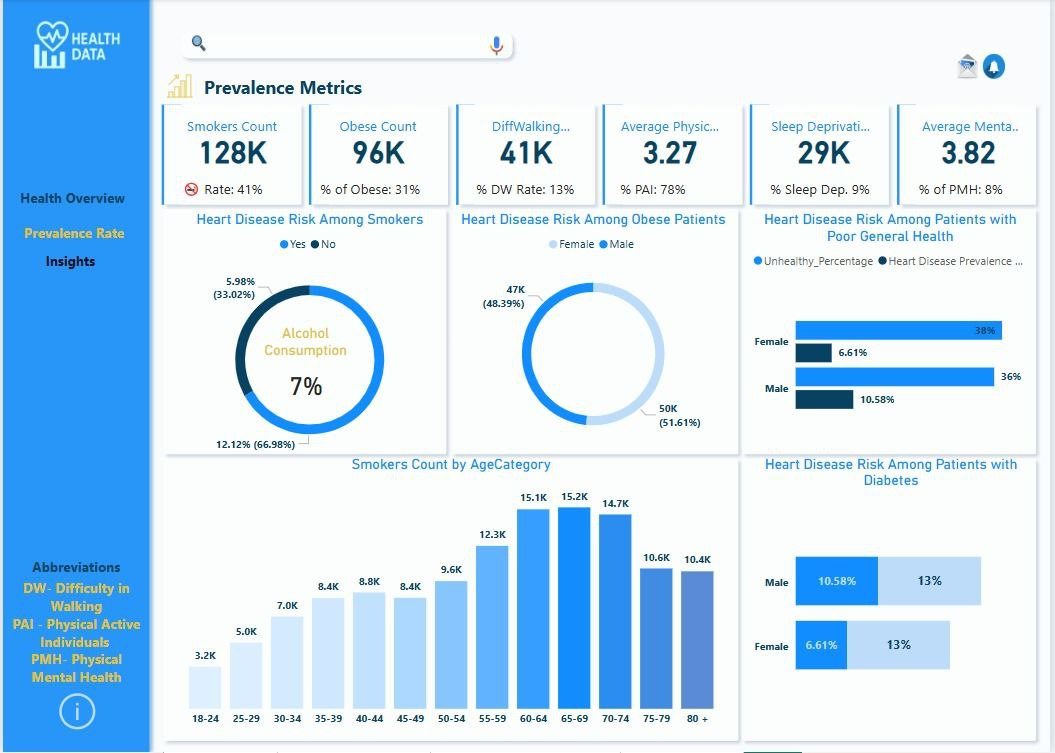 HEALTH
DATA
Prevalence Metrics
Smokers Count
128K
Rate: 41%
Obese Count
96K
% of Obese: 31%
DiffWalking...
41K
% DW Rate: 13%
Average Physic...
3.27
% PAI: 78%
Sleep Deprivati...
29K
% Sleep Dep. 9%
Average Menta..
3.82
% of PMH: 8%
Health Overview
Prevalence Rate
Insights
Heart Disease Risk Among Smokers
Yes No
5.98%
(33.02%)
Alcohol
Consumption
7%
12.12% (66.98%)
Heart Disease Risk Among Obese Patients
Female Male
47K
(48.39%)
50K
(51.61%)
Heart Disease Risk Among Patients with
Poor General Health
Unhealthy_Percentage Heart Disease Prevalence ...
Female
38%
6.61%
Male
36%
10.58%
Smokers Count by AgeCategory
3.2K
5.0K
7.0K
8.4K
8.8K
8.4K
9.6K
12.3K
15.1K
15.2K
14.7K
10.6K
10.4K
18-24 25-29 30-34 35-39 40-44 45-49 50-54 55-59 60-64 65-69 70-74 75-79 80 +
Heart Disease Risk Among Patients with
Diabetes
Male 10.58% 13%
Female 6.61% 13%
Abbreviations
DW- Difficulty in
Walking
PAI - Physical Active
Individuals
PMH- Physical
Mental Health
i